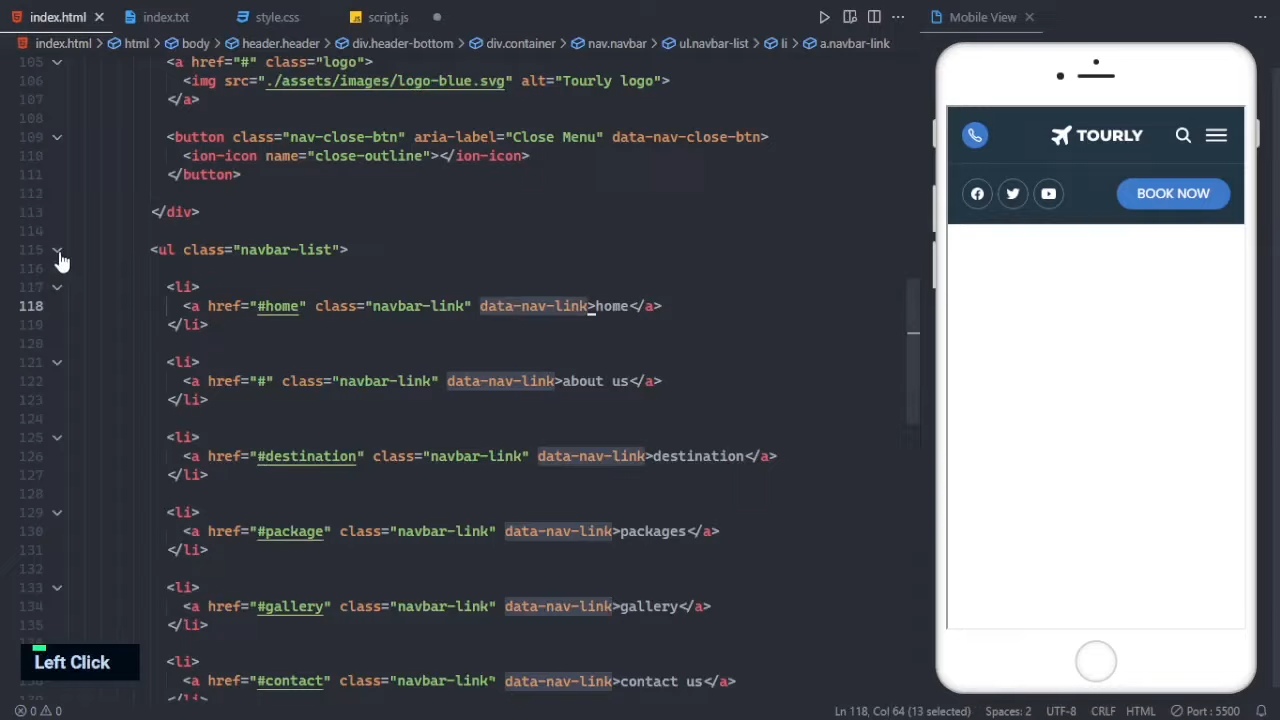 index.html
index.txt
style.css
script.js
Mobile View
index.html > html > body > header.header > div.header-bottom > div.container > nav.navbar > ul.navbar-list > li > a.navbar-link
105 <a href="#" class="logo">
106 <img src="./assets/images/logo-blue.svg" alt="Tourly logo">
107 </a>
108
109 <button class="nav-close-btn" aria-label="Close Menu" data-nav-close-btn>
110 <ion-icon name="close-outline"></ion-icon>
111 </button>
112
113 </div>
114
115 <ul class="navbar-list">
116
117 <li>
118 <a href="#home" class="navbar-link" data-nav-link>home</a>
119 </li>
120
121 <li>
122 <a href="#" class="navbar-link" data-nav-link>about us</a>
123 </li>
124
125 <li>
126 <a href="#destination" class="navbar-link" data-nav-link>destination</a>
127 </li>
128
129 <li>
130 <a href="#package" class="navbar-link" data-nav-link>packages</a>
131 </li>
132
133 <li>
134 <a href="#gallery" class="navbar-link" data-nav-link>gallery</a>
135 </li>
<li>
<a href="#contact" class="navbar-link" data-nav-link>contact us</a>
</li>
TOURLY
BOOK NOW
Left Click
0 0
Ln 118, Col 64 (13 selected)
Spaces: 2
UTF-8
CRLF
HTML
Port : 5500